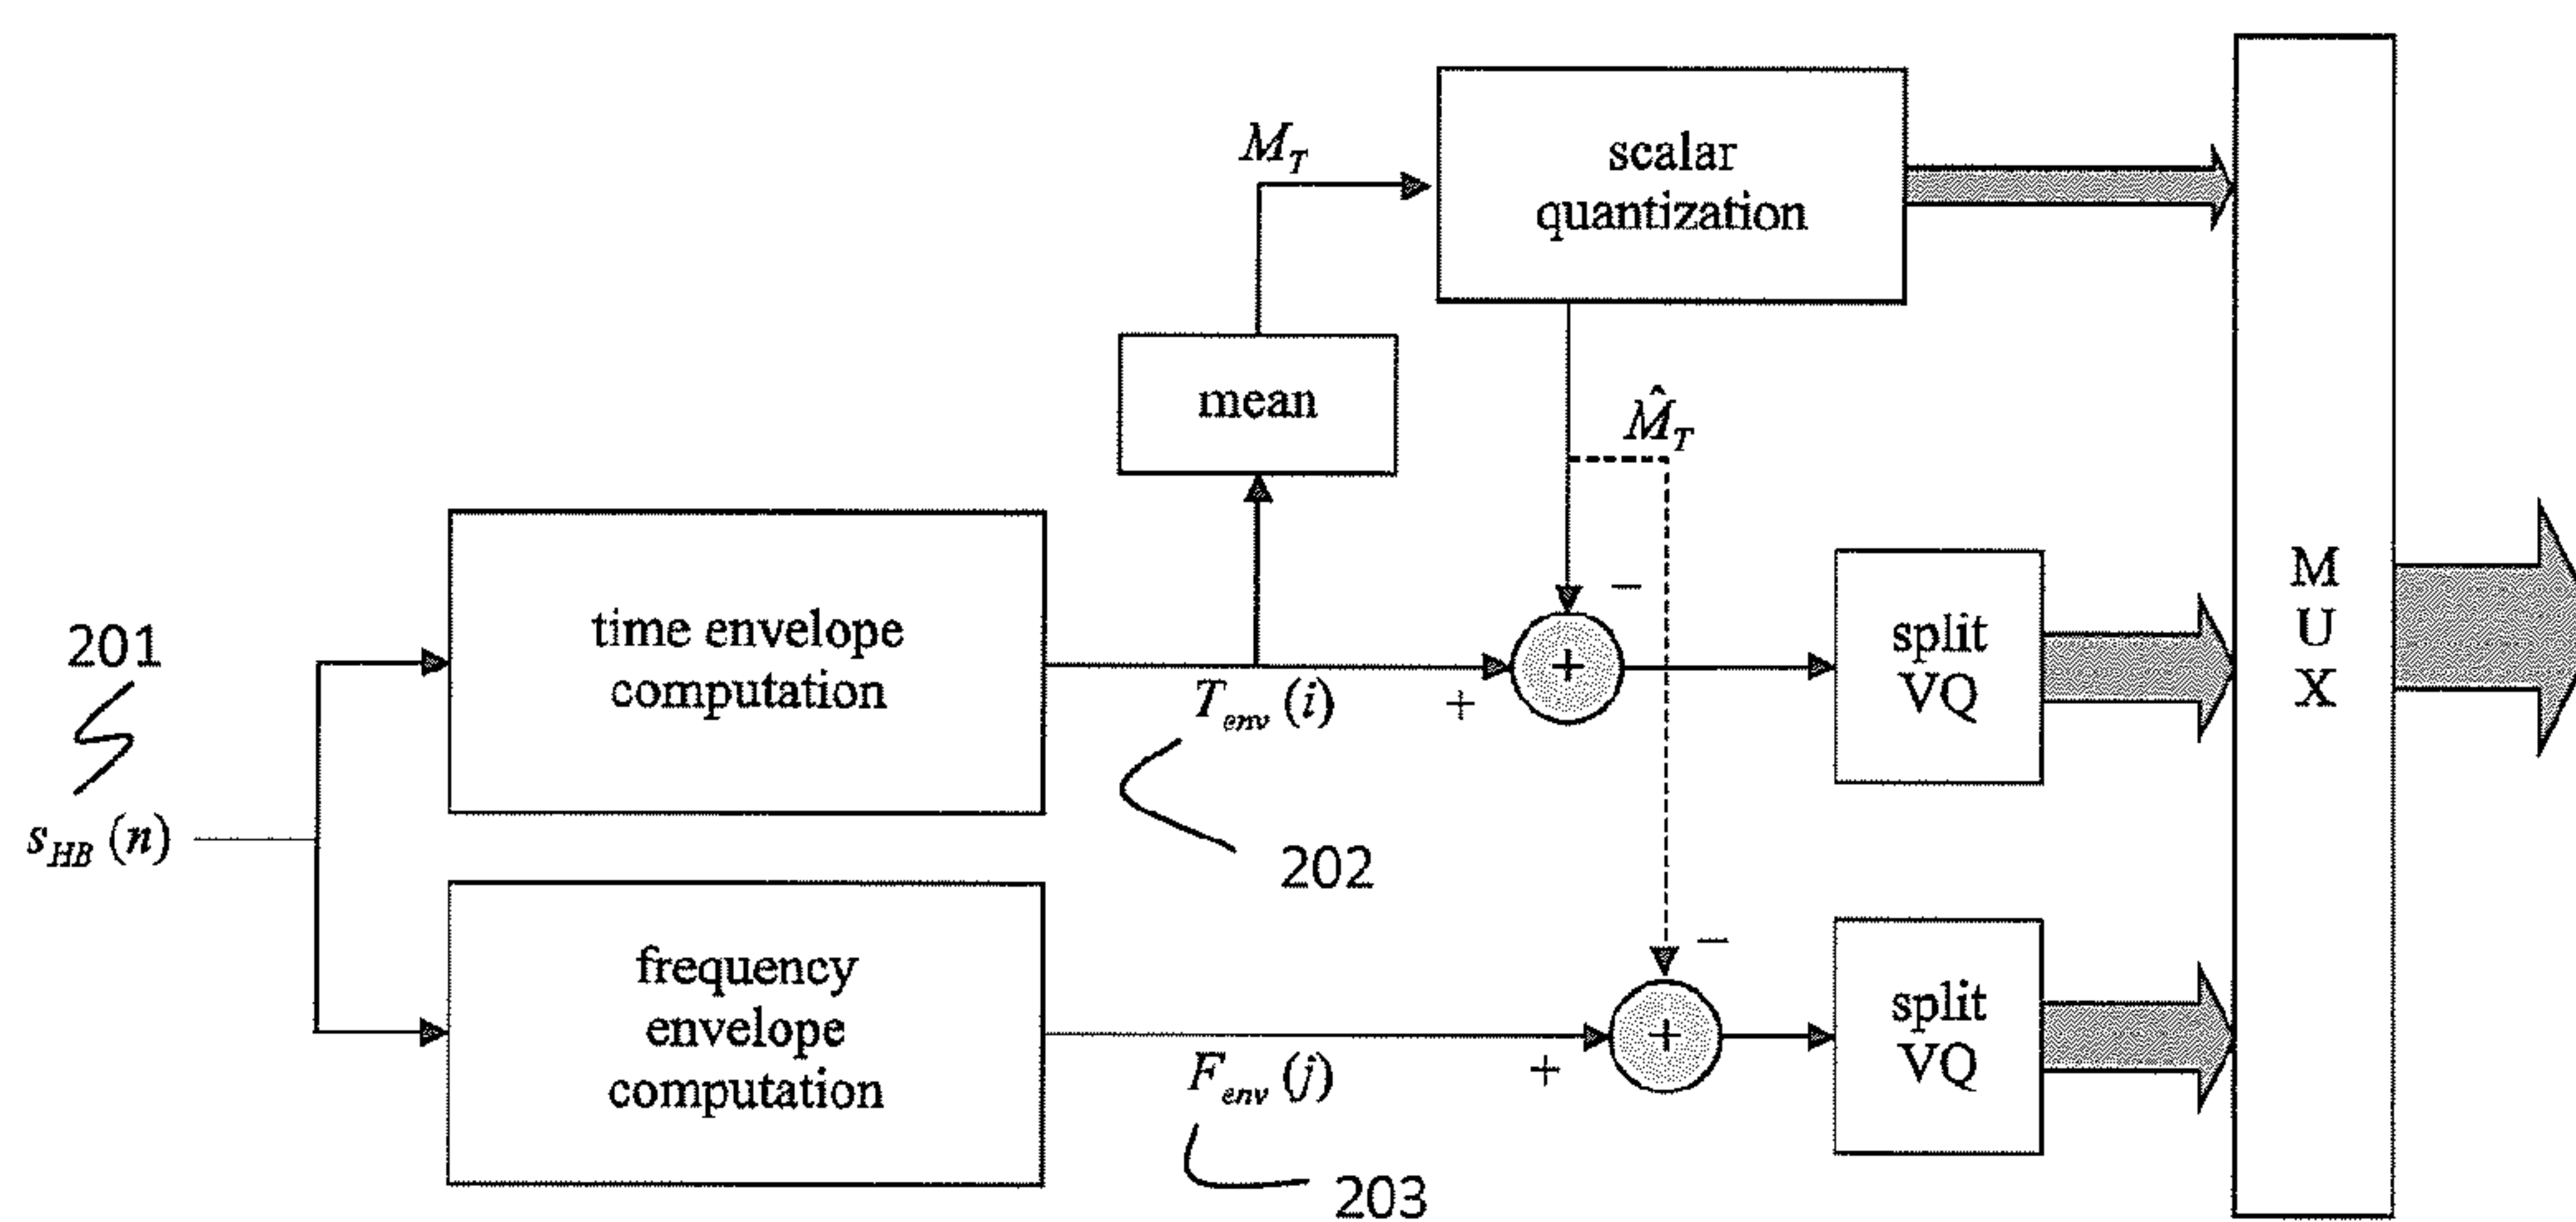 M_T
scalar
quantization
mean
M̂_T
−
201
time envelope
computation
T_env (i)
+
+
split
VQ
M
U
X
s_HB (n)
202
frequency
envelope
computation
F_env (j)
−
+
+
split
VQ
203